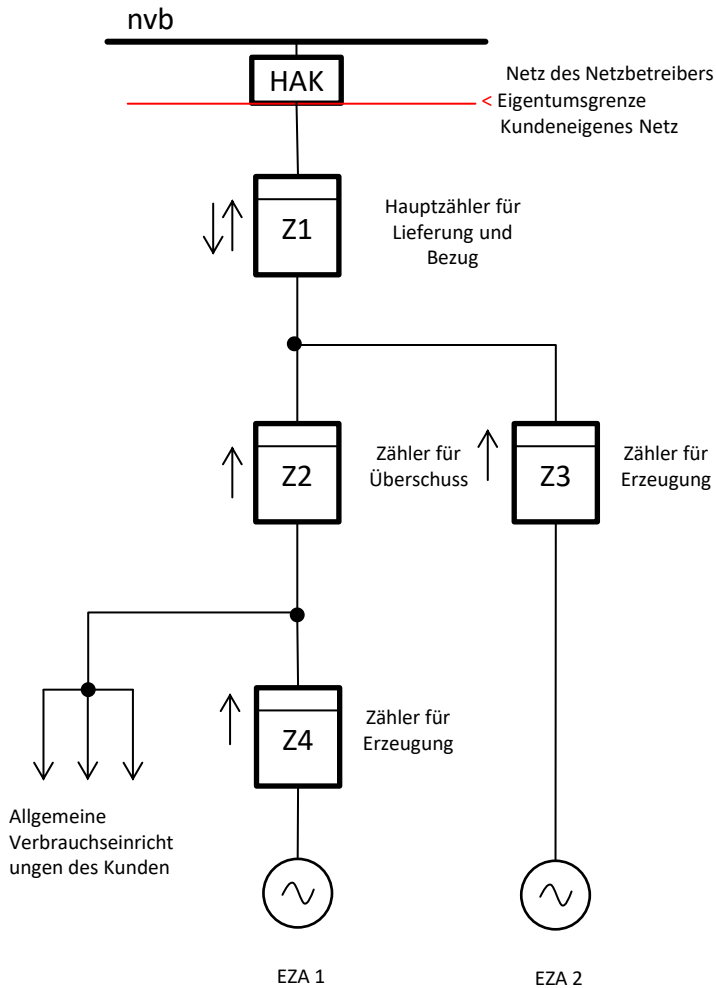 nvb
HAK
Netz des Netzbetreibers
< Eigentumsgrenze
Kundeneigenes Netz
Z1
Hauptzähler für
Lieferung und
Bezug
Z2
Zähler für
Überschuss
Z3
Zähler für
Erzeugung
Z4
Zähler für
Erzeugung
Allgemeine
Verbrauchseinricht
ungen des Kunden
EZA 1
EZA 2